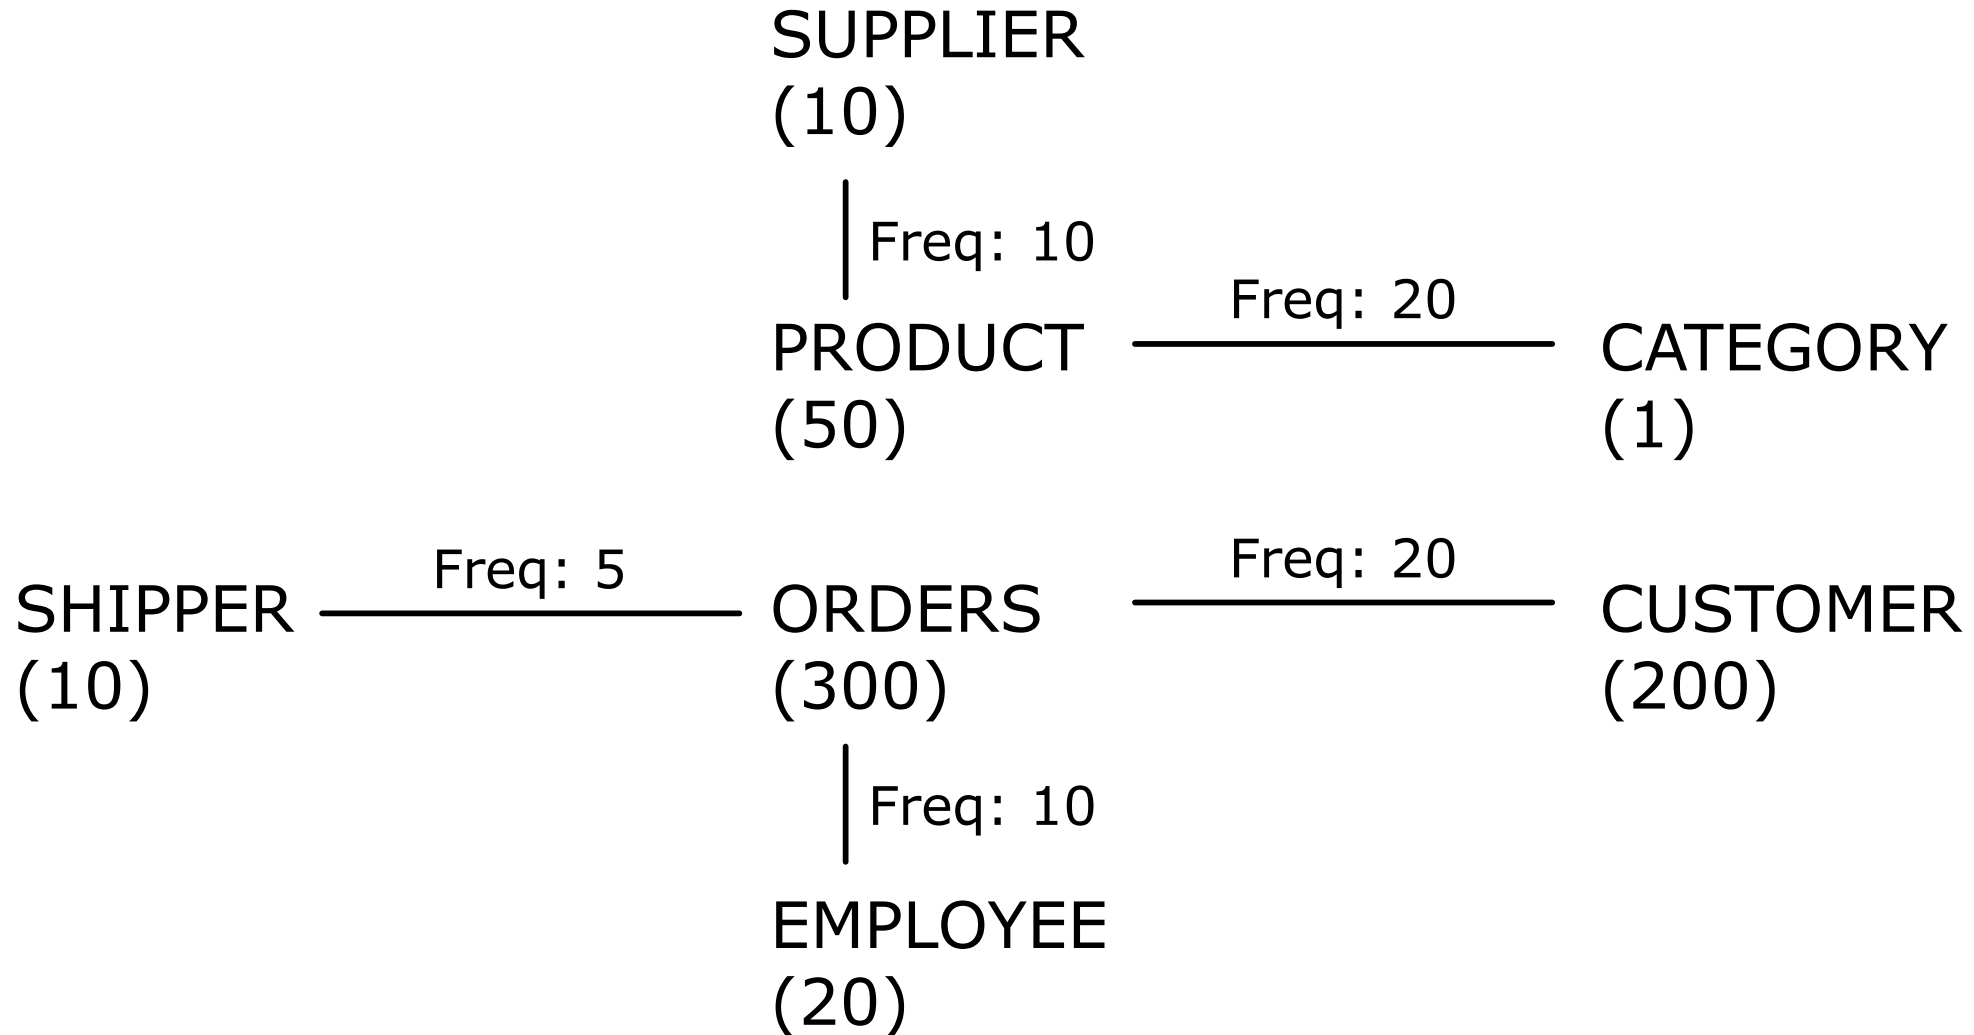 SUPPLIER
(10)
Freq: 10
Freq: 20
PRODUCT
(50)
CATEGORY
(1)
Freq: 5
Freq: 20
SHIPPER
(10)
ORDERS
(300)
CUSTOMER
(200)
Freq: 10
EMPLOYEE
(20)